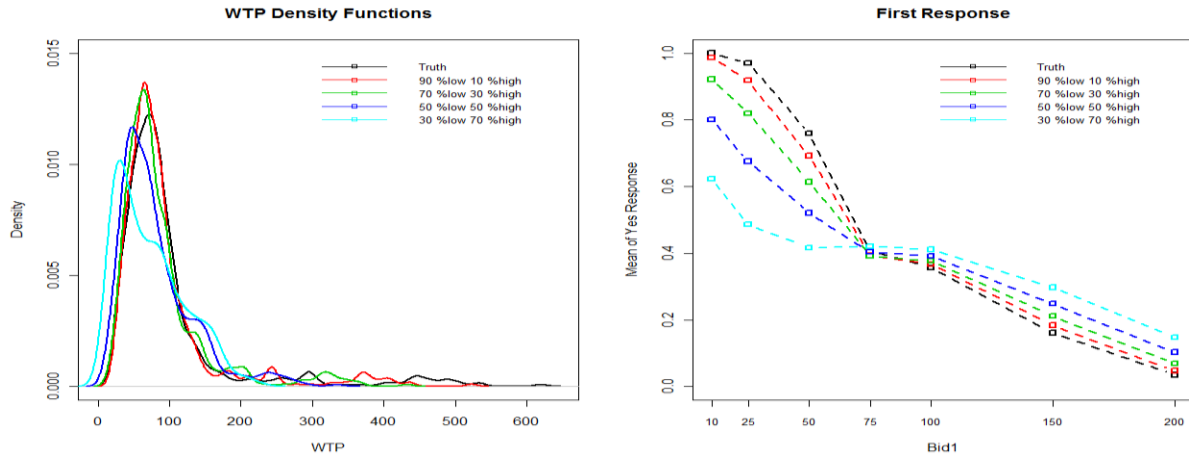 WTP Density Functions
0.015
0.010
0.005
0.000
Density
0 100 200 300 400 500 600
WTP
Truth
90 %low 10 %high
70 %low 30 %high
50 %low 50 %high
30 %low 70 %high
First Response
1.0
0.8
0.6
0.4
0.2
0.0
Mean of Yes Response
10 25 50 75 100 150 200
Bid1
Truth
90 %low 10 %high
70 %low 30 %high
50 %low 50 %high
30 %low 70 %high